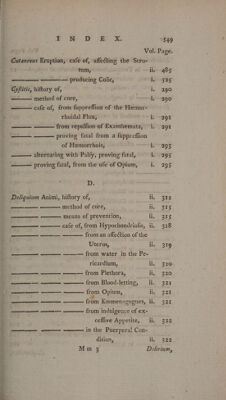 I N D E X. 549
Vol. Page.
Cutaneous Eruption, case of, affecting the Scro-
tum, ii. 485
—— —— producing Colic, i. 525
Cystitis, history of, i. 290
—— method of cure, i. 290
—— case of, from suppression of the Hæmor-
rhoidal Flux, i. 291
—— —— from repulsion of Exanthemata, i. 291
—— —— proving fatal from a suppression
of Hæmorrhois, i. 293
—— alternating with Palsy, proving fatal, i. 295
—— proving fatal, from the use of Opium, i. 295
D.
Deliquium Animi, history of, ii. 312
—— —— method of cure, ii. 315
—— —— means of prevention, ii. 315
—— —— case of, from Hypochondriasis, ii. 318
—— —— —— from an affection of the
Uterus, ii. 319
—— —— —— from water in the Pe-
ricardium, ii. 320
—— —— —— from Plethora, ii. 320
—— —— —— from Blood-letting, ii. 321
—— —— —— from Opium, ii. 321
—— —— —— from Emmenagogues, ii. 321
—— —— —— from indulgence of ex-
cessive Appetite, ii. 322
—— —— —— in the Puerperal Con-
dition, ii. 322
M m 3 Delirium,